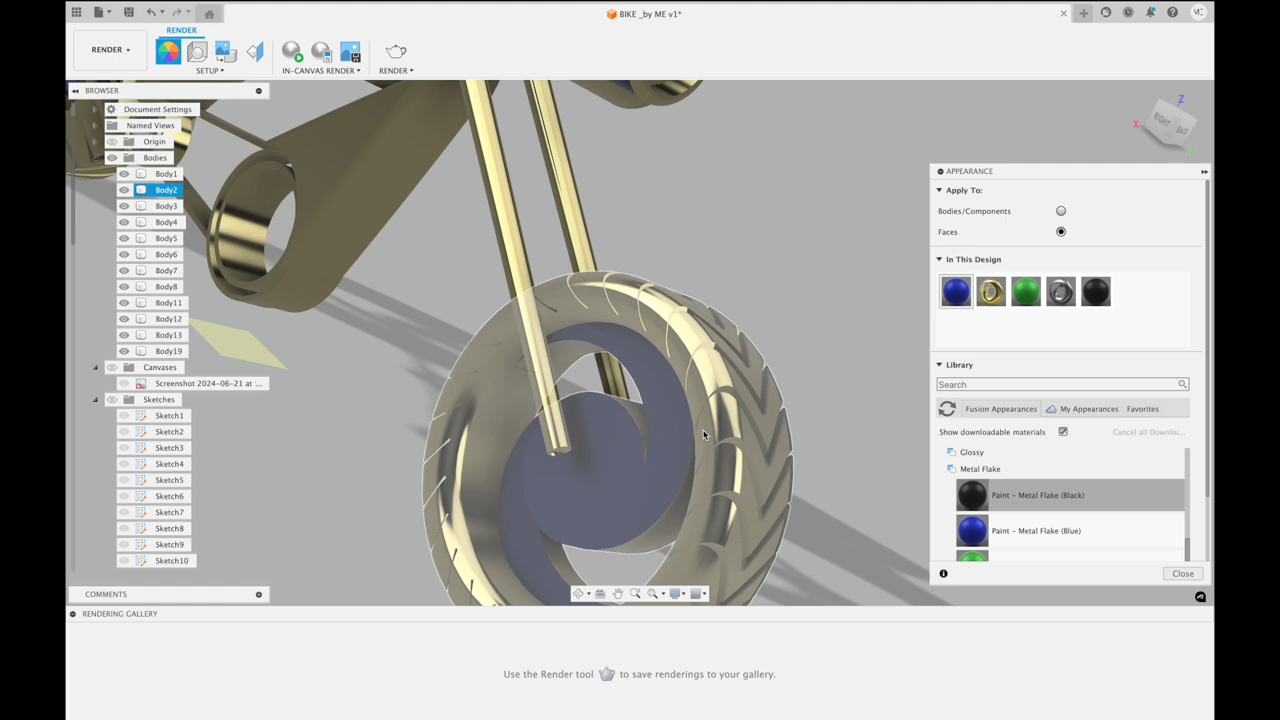 BIKE _by ME v1*
ME
RENDER
RENDER
SETUP
IN-CANVAS RENDER
RENDER
BROWSER
Document Settings
Named Views
Origin
Bodies
Body1
Body2
Body3
Body4
Body5
Body6
Body7
Body8
Body11
Body12
Body13
Body19
Canvases
Screenshot 2024-06-21 at ...
Sketches
Sketch1
Sketch2
Sketch3
Sketch4
Sketch5
Sketch6
Sketch7
Sketch8
Sketch9
Sketch10
COMMENTS
Z
X
RIGHT
BACK
APPEARANCE
Apply To:
Bodies/Components
Faces
In This Design
Library
Search
Fusion Appearances
My Appearances
Favorites
Show downloadable materials
Cancel all Downloa...
Glossy
Metal Flake
Paint - Metal Flake (Black)
Paint - Metal Flake (Blue)
Close
RENDERING GALLERY
Use the Render tool to save renderings to your gallery.